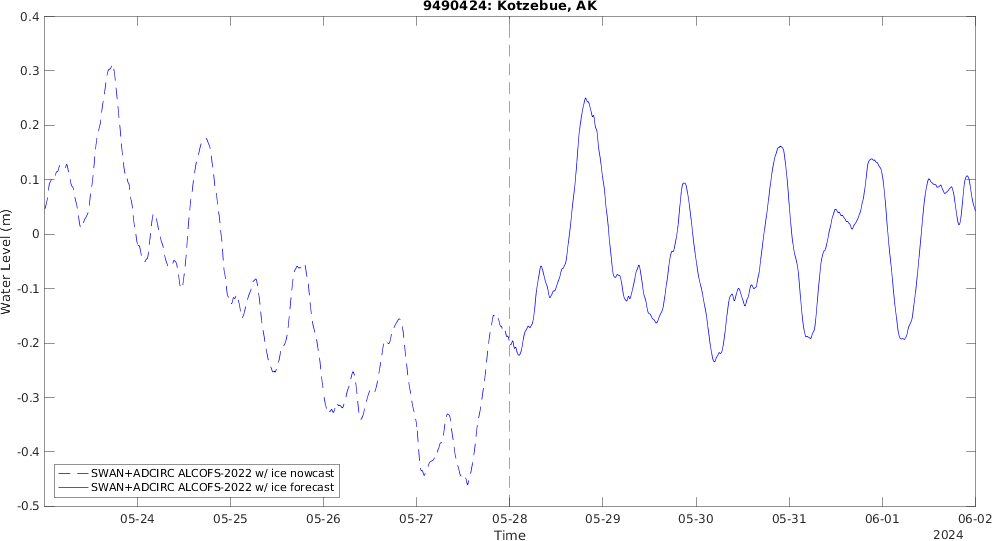 9490424: Kotzebue, AK
0.4
0.3
0.2
0.1
0
-0.1
-0.2
-0.3
-0.4
-0.5
Water Level (m)
SWAN+ADCIRC ALCOFS-2022 w/ ice nowcast
SWAN+ADCIRC ALCOFS-2022 w/ ice forecast
05-24 05-25 05-26 05-27 05-28 05-29 05-30 05-31 06-01 06-02
Time
2024